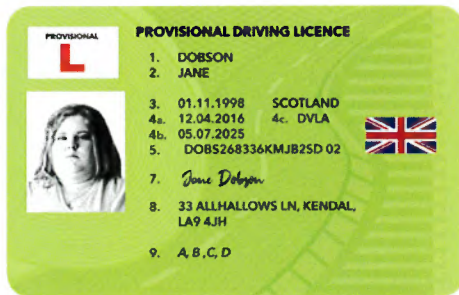 PROVISIONAL
L
PROVISIONAL DRIVING LICENCE
1. DOBSON
2. JANE
3. 01.11.1998 SCOTLAND
4a. 12.04.2016 4c. DVLA
4b. 05.07.2025
5. DOBS268336KMJB2SD 02
7. Jane Dobson
8. 33 ALLHALLOWS LN, KENDAL,
LA9 4JH
9. A, B, C, D